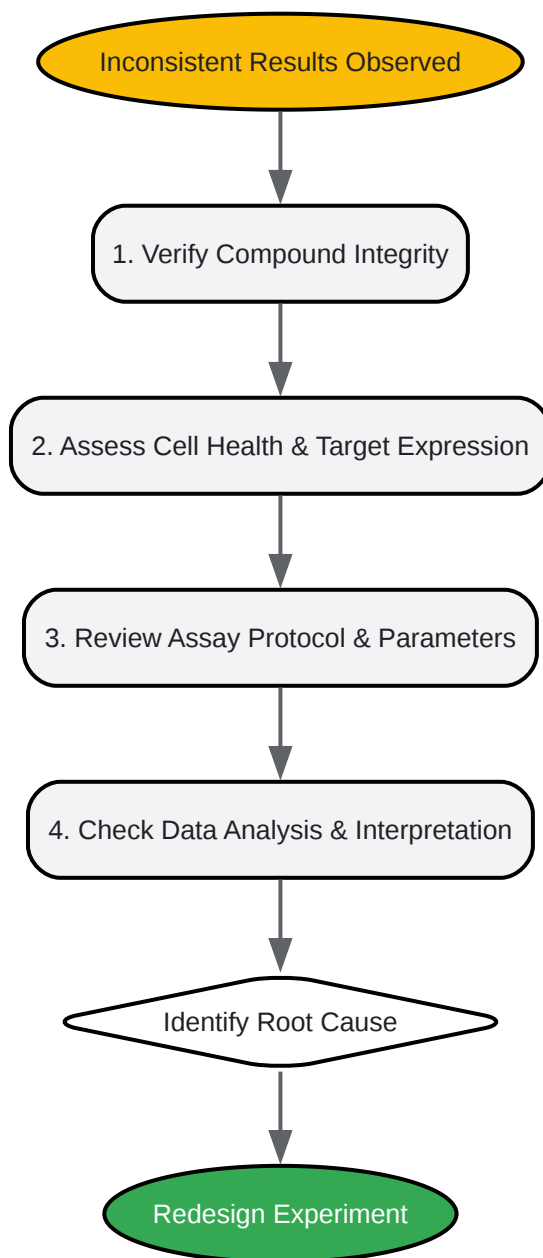 Inconsistent Results Observed
1. Verify Compound Integrity
2. Assess Cell Health & Target Expression
3. Review Assay Protocol & Parameters
4. Check Data Analysis & Interpretation
Identify Root Cause
Redesign Experiment